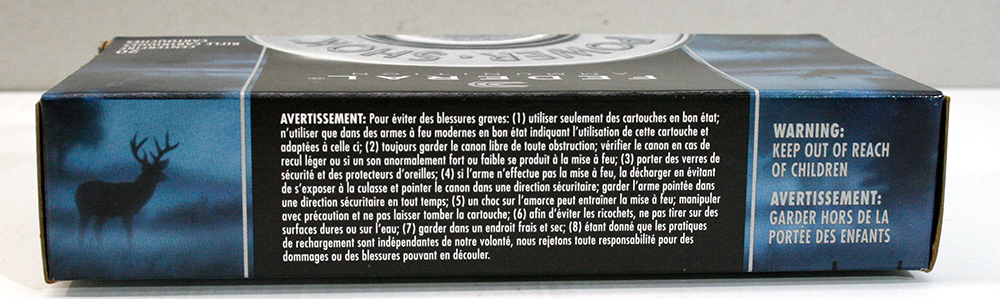 20
CENTERFIRE
RIFLE CARTRIDGES
CARTOUCHES
POWER·SHOK
FEDERAL®
AMMUNITION
AVERTISSEMENT: Pour éviter des blessures graves: (1) utiliser seulement des cartouches en bon état;
n'utiliser que dans des armes à feu modernes en bon état indiquant l'utilisation de cette cartouche et
adaptées à celle ci; (2) toujours garder le canon libre de toute obstruction; vérifier le canon en cas de
recul léger ou si un son anormalement fort ou faible se produit à la mise à feu; (3) porter des verres de
sécurité et des protecteurs d'oreilles; (4) si l'arme n'effectue pas la mise à feu, la décharger en évitant
de s'exposer à la culasse et pointer le canon dans une direction sécuritaire; garder l'arme pointée dans
une direction sécuritaire en tout temps; (5) un choc sur l'amorce peut entraîner la mise à feu; manipuler
avec précaution et ne pas laisser tomber la cartouche; (6) afin d'éviter les ricochets, ne pas tirer sur des
surfaces dures ou sur l'eau; (7) garder dans un endroit frais et sec; (8) étant donné que les pratiques
de rechargement sont indépendantes de notre volonté, nous rejetons toute responsabilité pour des
dommages ou des blessures pouvant en découler.
WARNING:
KEEP OUT OF REACH
OF CHILDREN
AVERTISSEMENT:
GARDER HORS DE LA
PORTÉE DES ENFANTS